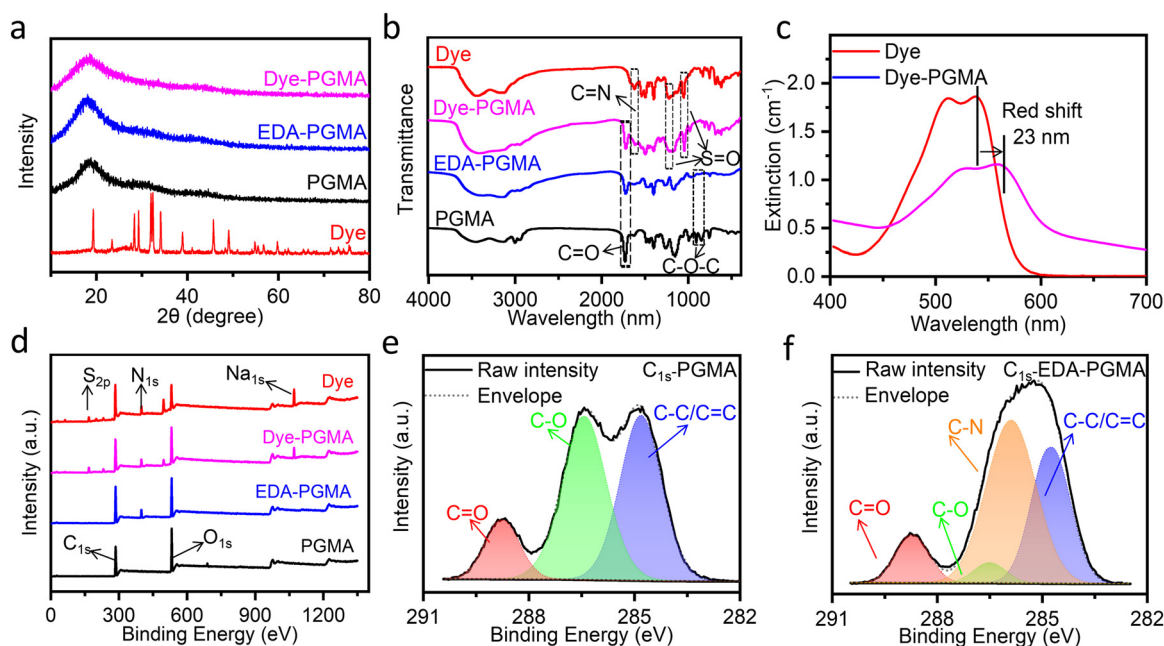 a
Dye-PGMA
EDA-PGMA
PGMA
Dye
Intensity
20 40 60 80
2θ (degree)
b
Dye
C=N
Dye-PGMA
EDA-PGMA
S=O
PGMA
C=O
C-O-C
Transmittance
4000 3000 2000 1000
Wavelength (nm)
c
Dye
Dye-PGMA
Red shift
23 nm
Extinction (cm⁻¹)
2.0
1.5
1.0
0.5
0.0
400 500 600 700
Wavelength (nm)
d
S2p
N1s
Na1s
Dye
Dye-PGMA
EDA-PGMA
C1s
O1s
PGMA
Intensity (a.u.)
0 300 600 900 1200
Binding Energy (eV)
e
Raw intensity
C1s-PGMA
Envelope
C-O
C-C/C=C
C=O
Intensity (a.u.)
291 288 285 282
Binding Energy (eV)
f
Raw intensity
C1s-EDA-PGMA
Envelope
C-N
C-C/C=C
C=O
C-O
Intensity (a.u.)
291 288 285 282
Binding Energy (eV)